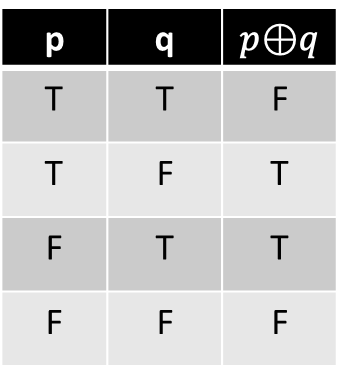 p q p⊕q
T T F
T F T
F T T
F F F